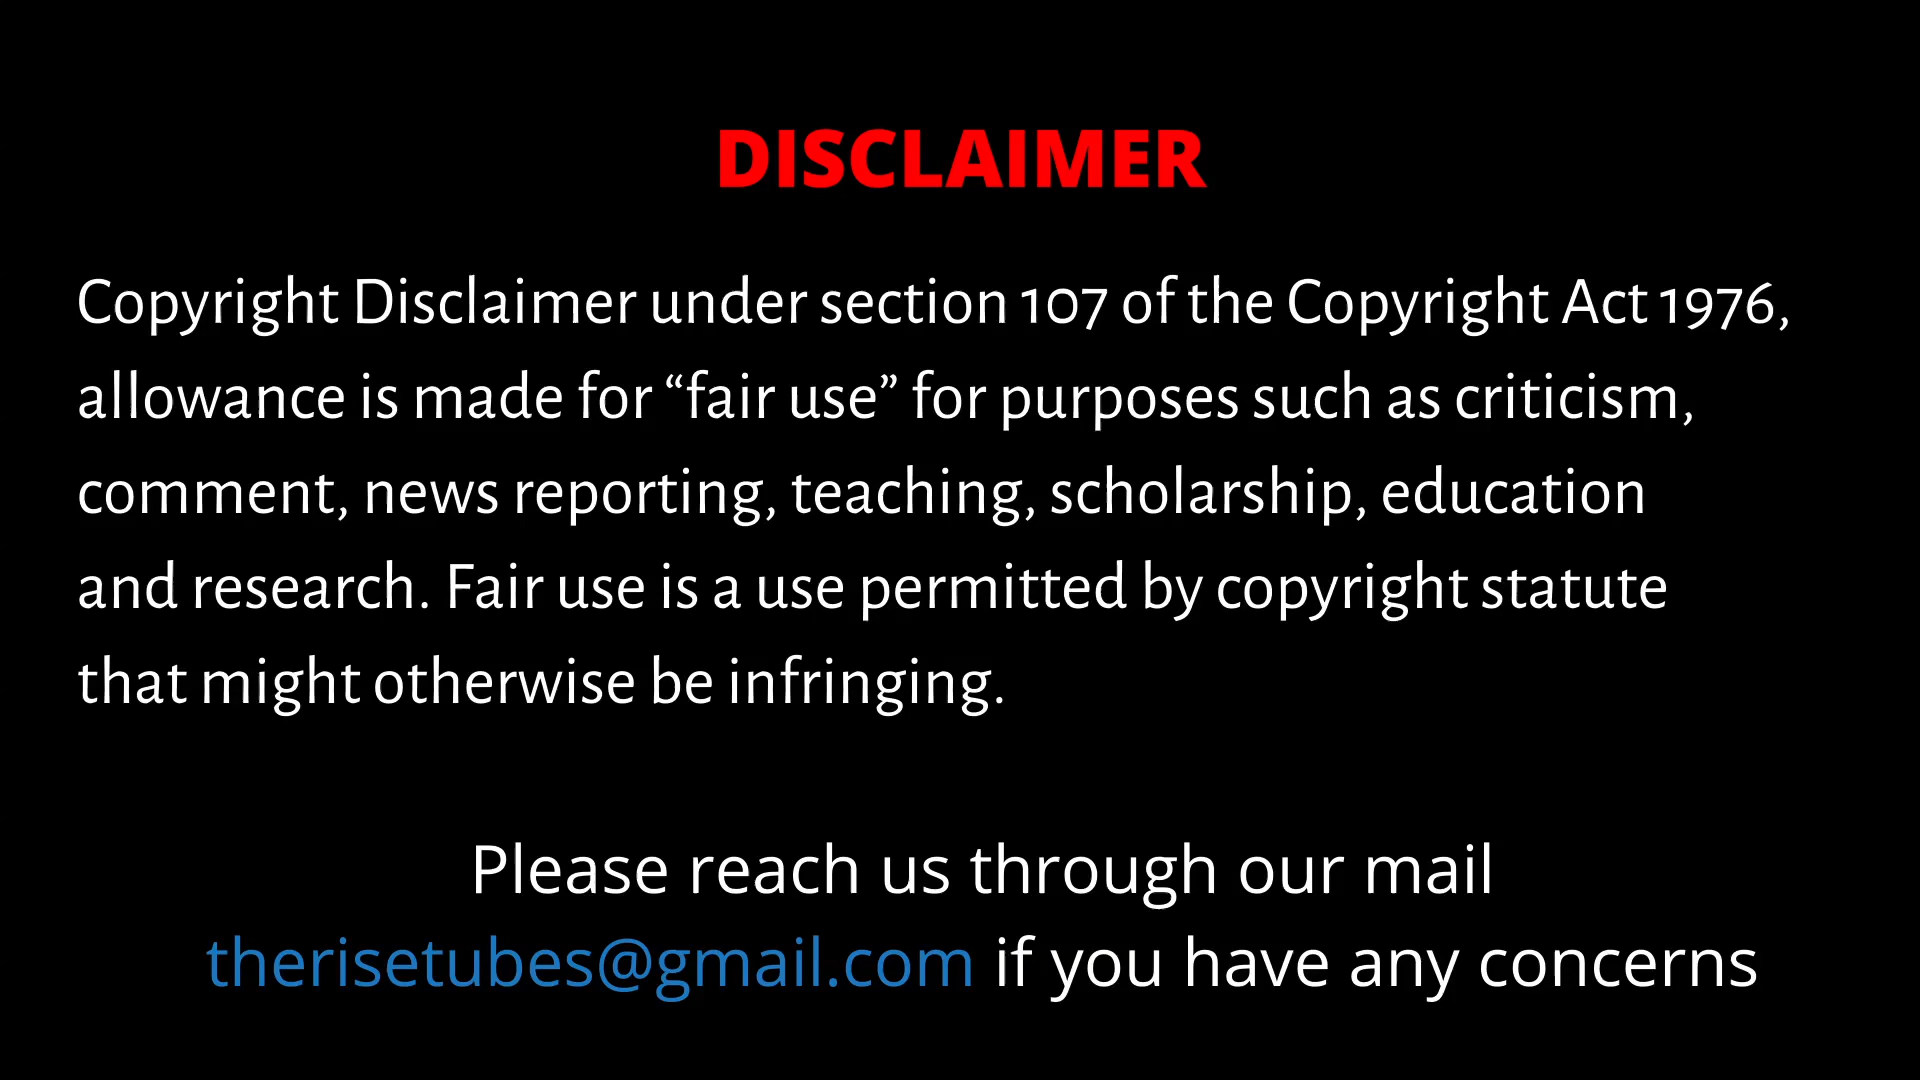 DISCLAIMER
Copyright Disclaimer under section 107 of the Copyright Act 1976,
allowance is made for “fair use” for purposes such as criticism,
comment, news reporting, teaching, scholarship, education
and research. Fair use is a use permitted by copyright statute
that might otherwise be infringing.
Please reach us through our mail
therisetubes@gmail.com if you have any concerns